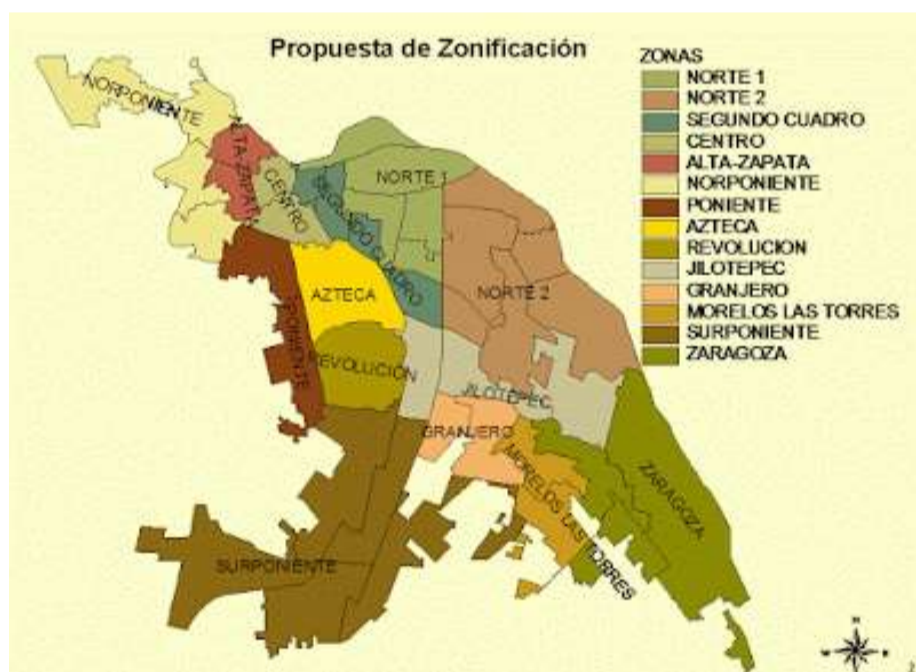 Propuesta de Zonificación
ZONAS
NORTE 1
NORTE 2
SEGUNDO CUADRO
CENTRO
ALTA-ZAPATA
NORPONIENTE
PONIENTE
AZTECA
REVOLUCION
JILOTEPEC
GRANJERO
MORELOS LAS TORRES
SURPONIENTE
ZARAGOZA
NORPONIENTE
ALTA-ZAPATA
CENTRO
SEGUNDO CUADRO
NORTE 1
NORTE 2
AZTECA
PONIENTE
REVOLUCIÓN
JILOTEPEC
GRANJERO
MORELOS LAS TORRES
ZARAGOZA
SURPONIENTE